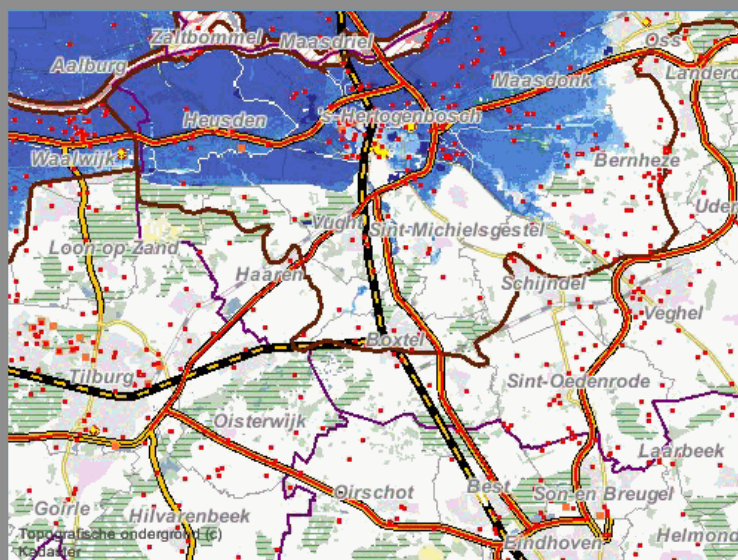 Zaltbommel
Maasdriel
Oss
Aalburg
Maasdonk
Landerd
Heusden
s-Hertogenbosch
Waalwijk
Bernheze
Uden
Vught
Sint-Michielsgestel
Loon op Zand
Haaren
Schijndel
Veghel
Boxtel
Tilburg
Sint-Oedenrode
Oisterwijk
Laarbeek
Best
Oirschot
Son en Breugel
Goirle
Hilvarenbeek
Topografische ondergrond (c)
Kadaster
Eindhoven
Helmond